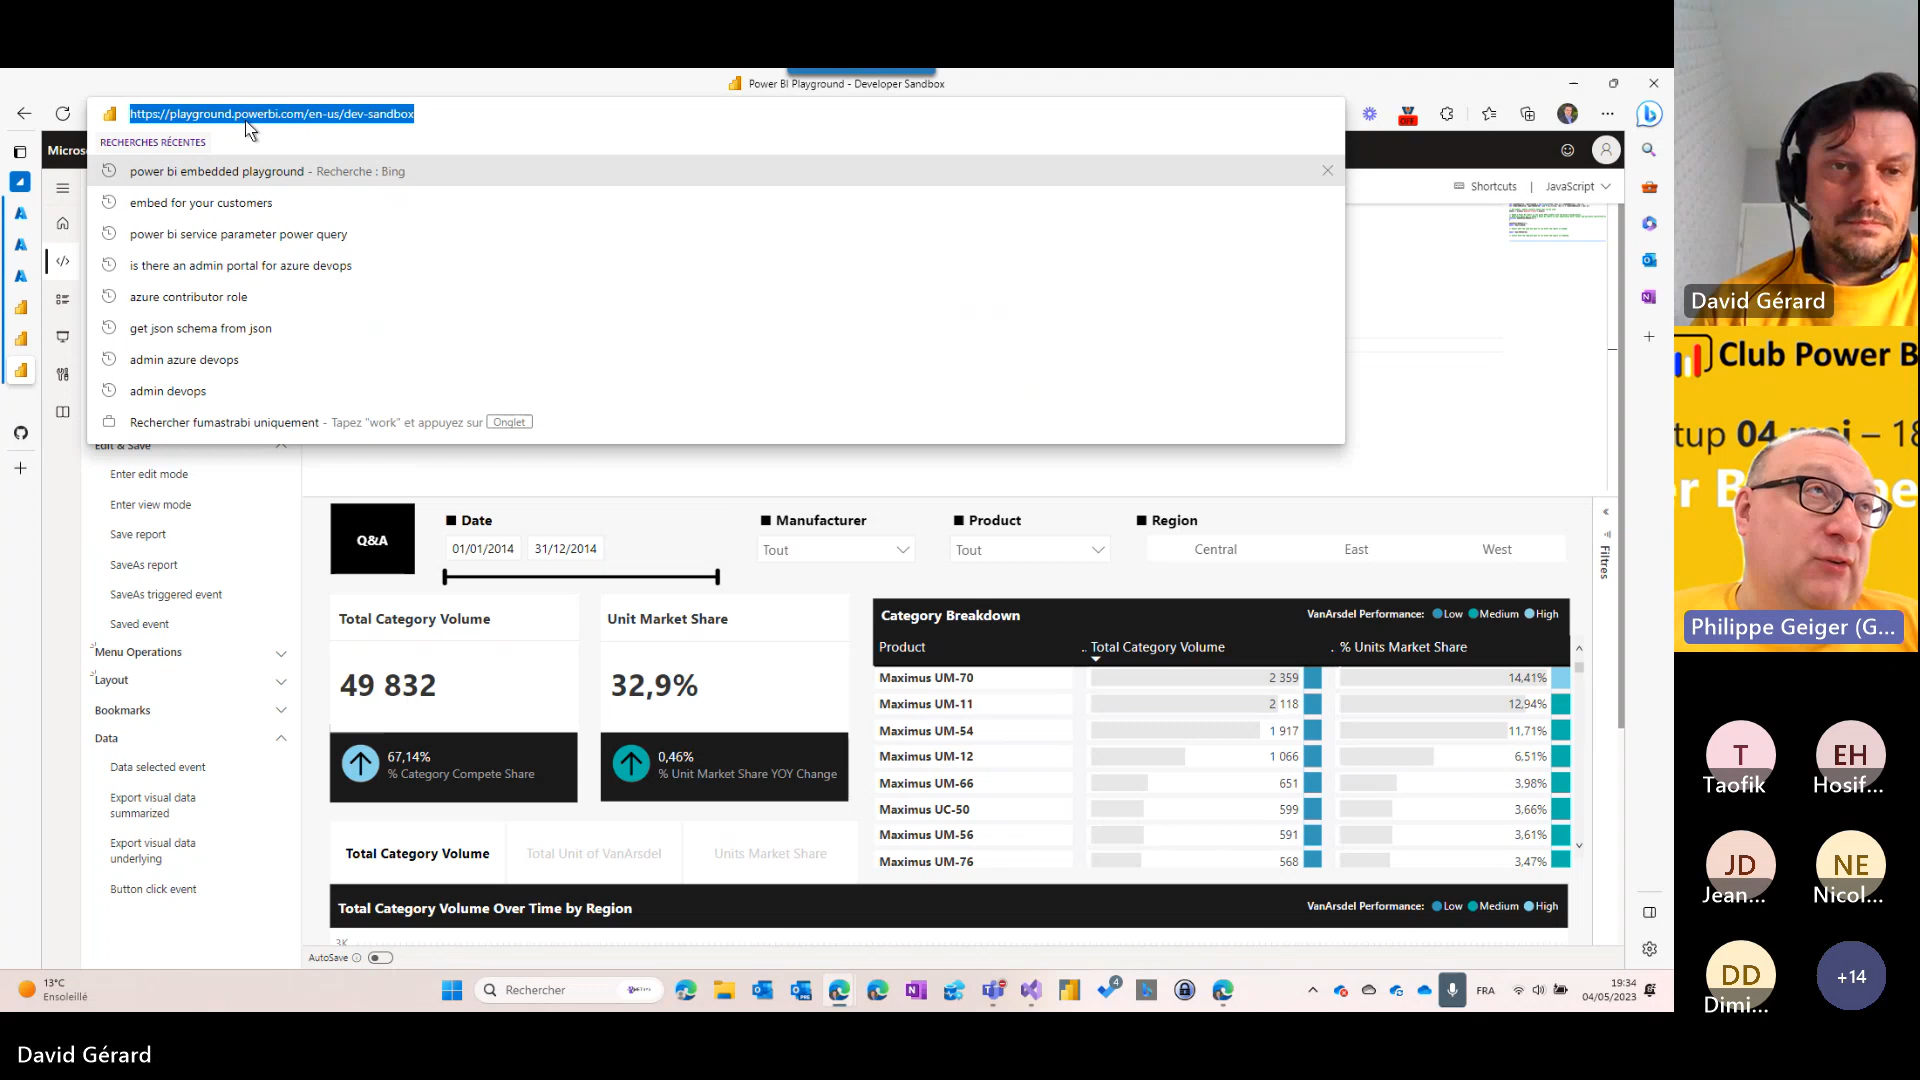 Power BI Playground - Developer Sandbox
https://playground.powerbi.com/en-us/dev-sandbox
RECHERCHES RÉCENTES
power bi embedded playground - Recherche : Bing
embed for your customers
power bi service parameter power query
is there an admin portal for azure devops
azure contributor role
get json schema from json
admin azure devops
admin devops
Rechercher fumastrabi uniquement - Tapez "work" et appuyez sur Onglet
Micros
OFF
Shortcuts | JavaScript
Edit & Save
Enter edit mode
Enter view mode
Save report
SaveAs report
SaveAs triggered event
Saved event
Menu Operations
Layout
Bookmarks
Data
Data selected event
Export visual data
summarized
Export visual data
underlying
Button click event
Q&A
Date
01/01/2014 31/12/2014
Manufacturer
Tout
Product
Tout
Region
Central East West
Filtres
Total Category Volume
49 832
67,14%
% Category Compete Share
Unit Market Share
32,9%
0,46%
% Unit Market Share YOY Change
Category Breakdown
VanArsdel Performance: Low Medium High
Product .. Total Category Volume . % Units Market Share
Maximus UM-70 2 359 14,41%
Maximus UM-11 2 118 12,94%
Maximus UM-54 1 917 11,71%
Maximus UM-12 1 066 6,51%
Maximus UM-66 651 3,98%
Maximus UC-50 599 3,66%
Maximus UM-56 591 3,61%
Maximus UM-76 568 3,47%
Total Category Volume Total Unit of VanArsdel Units Market Share
Total Category Volume Over Time by Region
VanArsdel Performance: Low Medium High
3K
AutoSave
13°C
Ensoleillé
Rechercher
4
FRA
19:34
04/05/2023
David Gérard
Club Power B
tup 04 mai – 18
Philippe Geiger (G...
T
Taofik
EH
Hosif...
JD
Jean...
NE
Nicol...
DD
Dimi...
+14
David Gérard